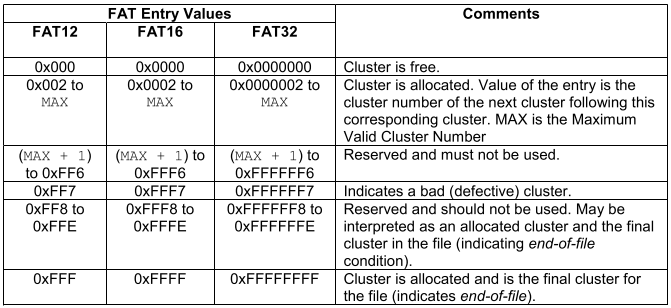 FAT Entry Values Comments
FAT12 FAT16 FAT32
0x000 0x0000 0x0000000 Cluster is free.
0x002 to 0x0002 to 0x0000002 to Cluster is allocated. Value of the entry is the
MAX MAX MAX cluster number of the next cluster following this
corresponding cluster. MAX is the Maximum
Valid Cluster Number
(MAX + 1) (MAX + 1) to (MAX + 1) to Reserved and must not be used.
to 0xFF6 0xFFF6 0xFFFFFF6
0xFF7 0xFFF7 0xFFFFFF7 Indicates a bad (defective) cluster.
0xFF8 to 0xFFF8 to 0xFFFFFF8 to Reserved and should not be used. May be
0xFFE 0xFFFE 0xFFFFFFE interpreted as an allocated cluster and the final
cluster in the file (indicating end-of-file
condition).
0xFFF 0xFFFF 0xFFFFFFFF Cluster is allocated and is the final cluster for
the file (indicates end-of-file).